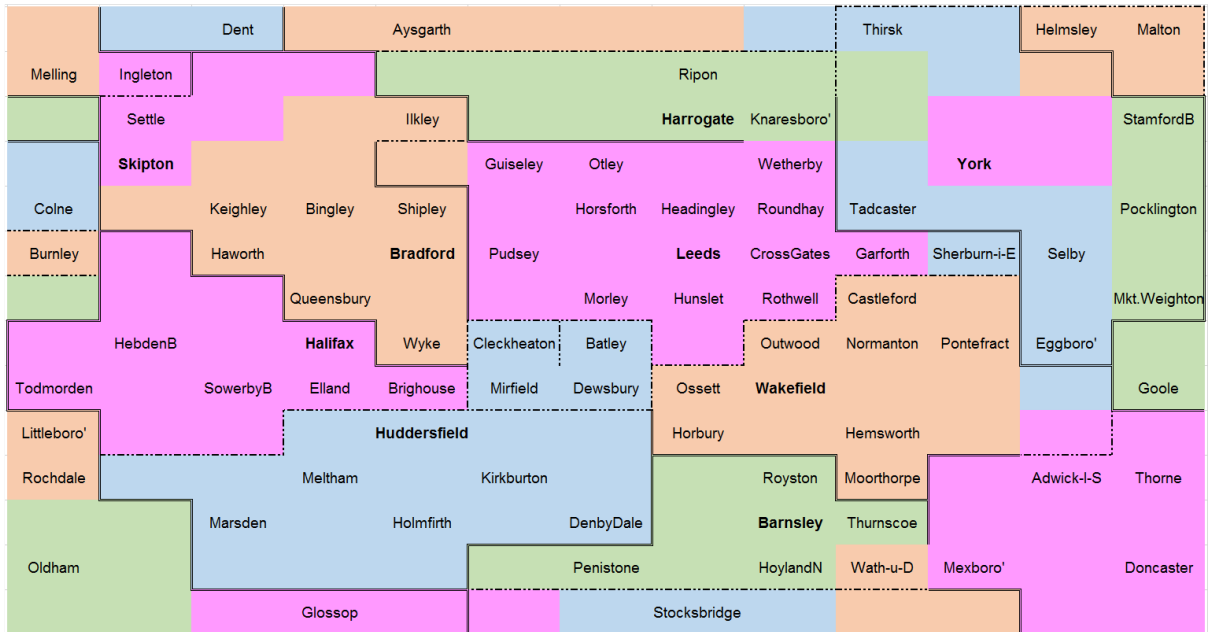 Dent Aysgarth Thirsk Helmsley Malton
Melling Ingleton Ripon
Settle Ilkley Harrogate Knaresboro' StamfordB
Skipton Guiseley Otley Wetherby York
Colne Keighley Bingley Shipley Horsforth Headingley Roundhay Tadcaster Pocklington
Burnley Haworth Bradford Pudsey Leeds CrossGates Garforth Sherburn-i-E Selby
Queensbury Morley Hunslet Rothwell Castleford Mkt.Weighton
HebdenB Halifax Wyke Cleckheaton Batley Outwood Normanton Pontefract Eggboro'
Todmorden SowerbyB Elland Brighouse Mirfield Dewsbury Ossett Wakefield Goole
Littleboro' Huddersfield Horbury Hemsworth
Rochdale Meltham Kirkburton Royston Moorthorpe Adwick-l-S Thorne
Marsden Holmfirth DenbyDale Barnsley Thurnscoe
Oldham Penistone HoylandN Wath-u-D Mexboro' Doncaster
Glossop Stocksbridge